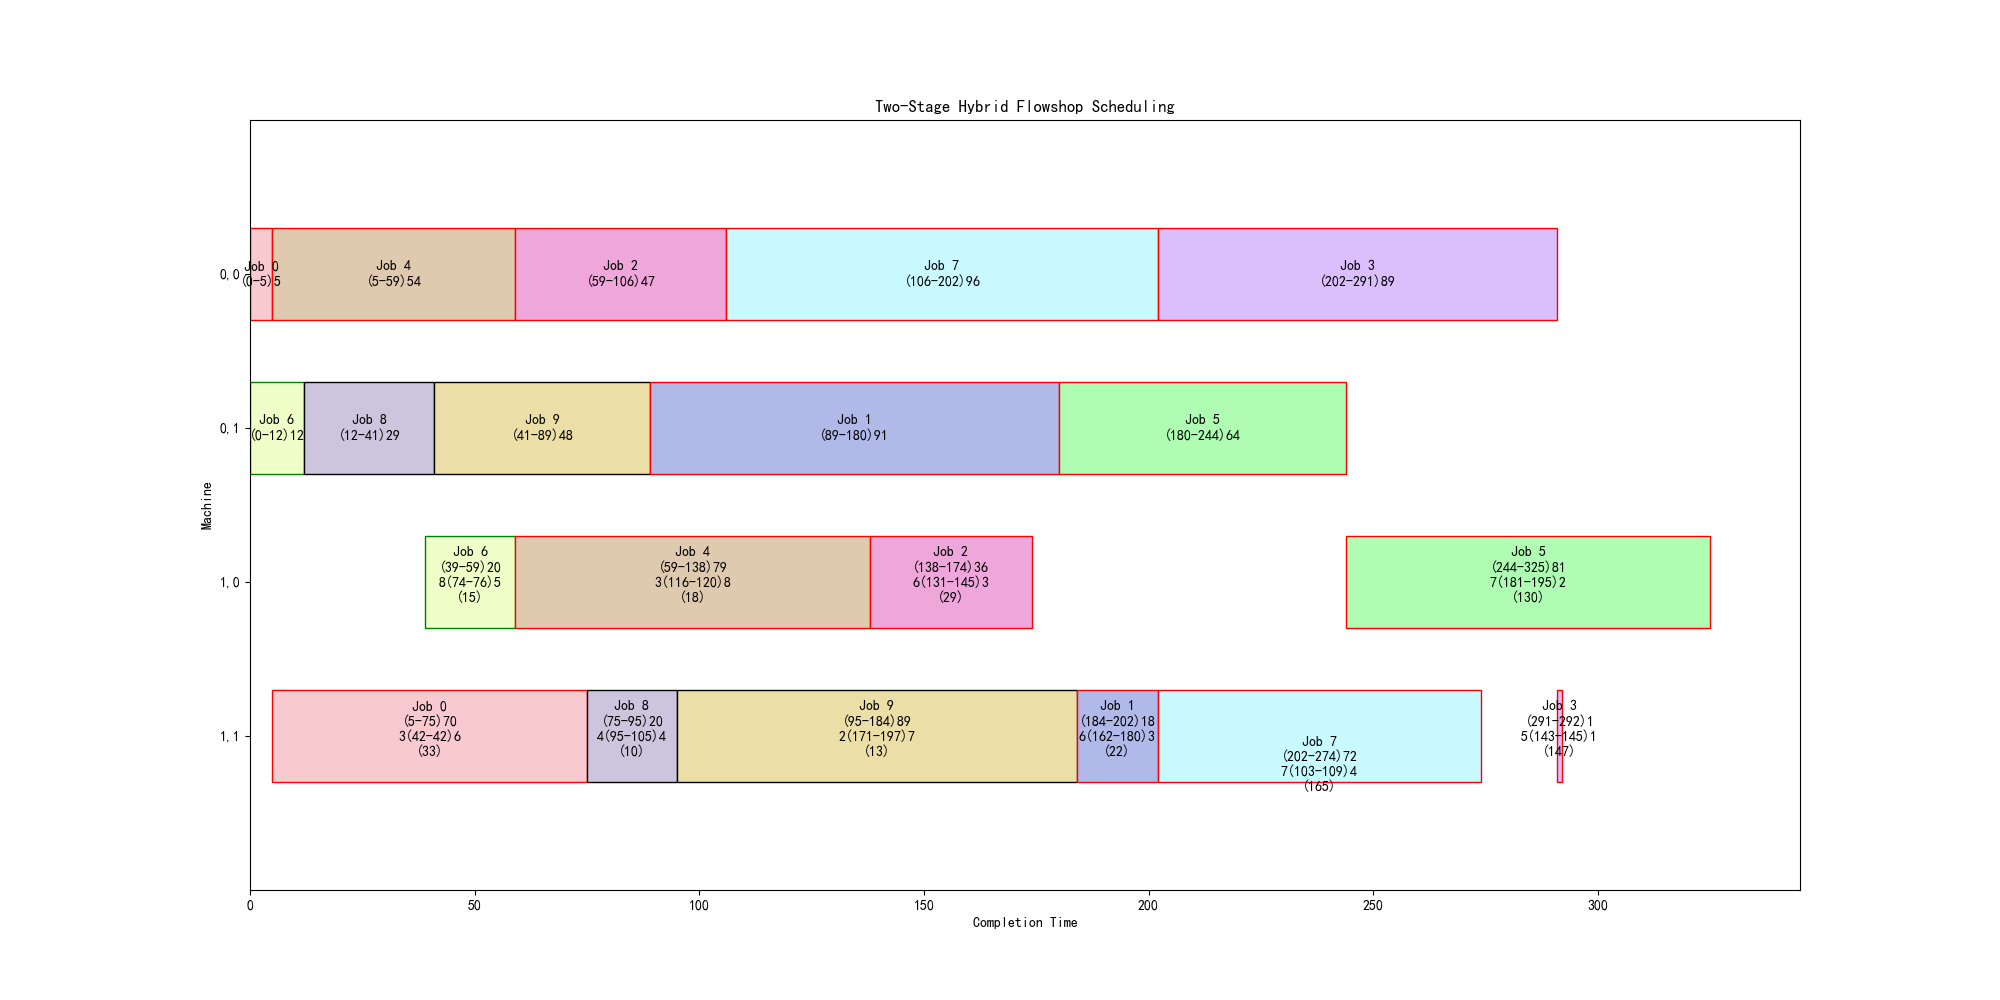 Two-Stage Hybrid Flowshop Scheduling
0,0
Job 0
(0-5)5
Job 4
(5-59)54
Job 2
(59-106)47
Job 7
(106-202)96
Job 3
(202-291)89
0,1
Job 6
(0-12)12
Job 8
(12-41)29
Job 9
(41-89)48
Job 1
(89-180)91
Job 5
(180-244)64
Machine
1,0
Job 6
(39-59)20
8(74-76)5
(15)
Job 4
(59-138)79
3(116-120)8
(18)
Job 2
(138-174)36
6(131-145)3
(29)
Job 5
(244-325)81
7(181-195)2
(130)
1,1
Job 0
(5-75)70
3(42-42)6
(33)
Job 8
(75-95)20
4(95-105)4
(10)
Job 9
(95-184)89
2(171-197)7
(13)
Job 1
(184-202)18
6(162-180)3
(22)
Job 7
(202-274)72
7(103-109)4
(165)
Job 3
(291-292)1
5(143-145)1
(147)
0 50 100 150 200 250 300
Completion Time